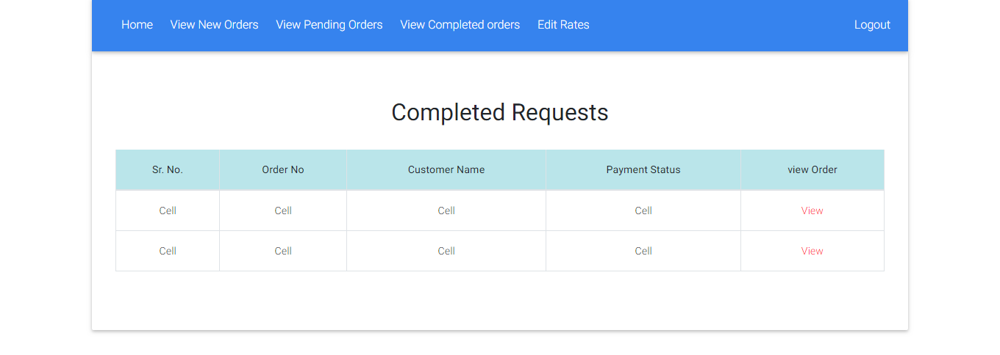 Home View New Orders View Pending Orders View Completed orders Edit Rates Logout
Completed Requests
Sr. No. Order No Customer Name Payment Status view Order
Cell Cell Cell Cell View
Cell Cell Cell Cell View